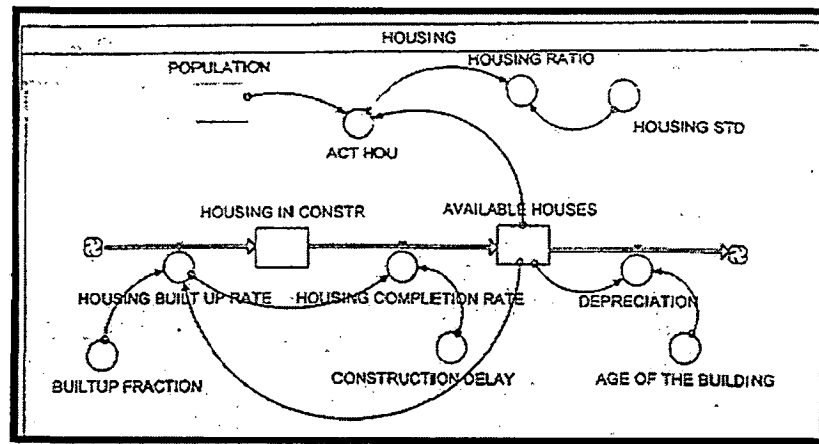 HOUSING
POPULATION
HOUSING RATIO
HOUSING STD
ACT HOU
HOUSING IN CONSTR
AVAILABLE HOUSES
HOUSING BUILT UP RATE
HOUSING COMPLETION RATE
DEPRECIATION
BUILTUP FRACTION
CONSTRUCTION DELAY
AGE OF THE BUILDING